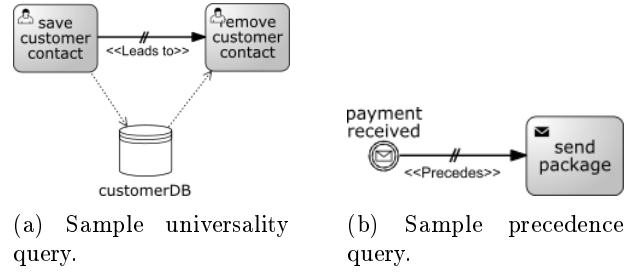 save
customer
contact
<<Leads to>>
remove
customer
contact
customerDB
(a) Sample universality
query.
payment
received
<<Precedes>>
send
package
(b) Sample precedence
query.